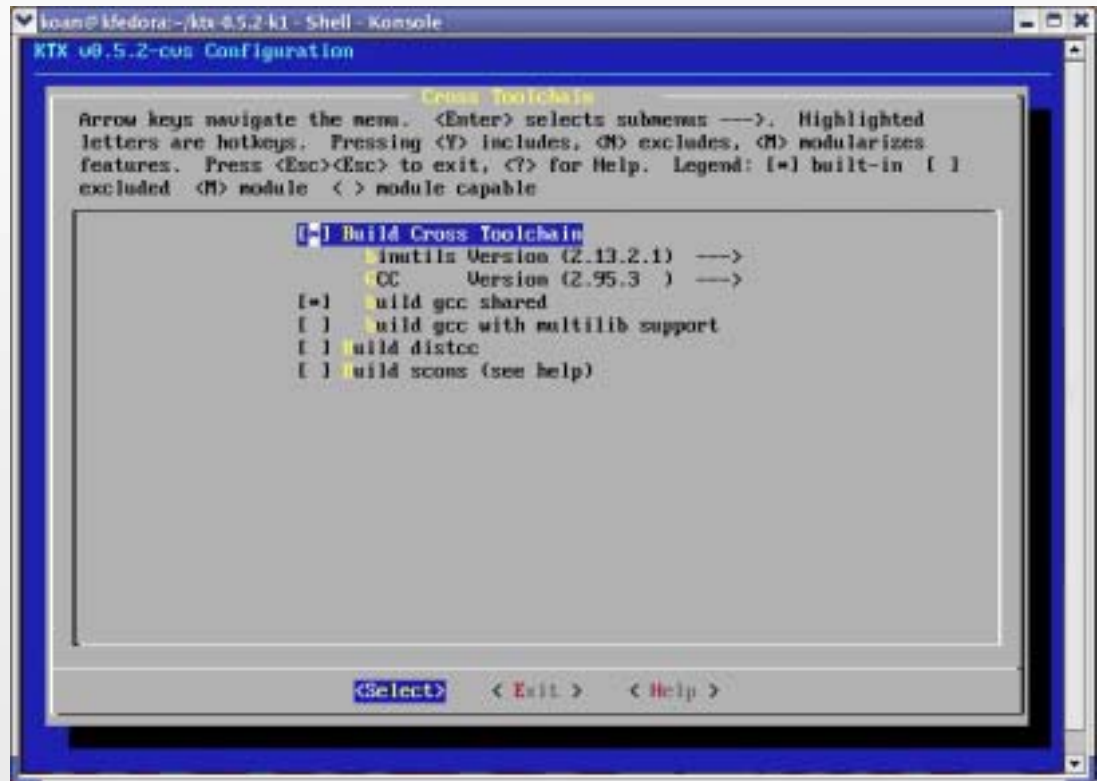 koan@kfedora:~/ktx-0.5.2-k1 - Shell - Konsole
KTX v0.5.2-cvs Configuration
Cross Toolchain
Arrow keys navigate the menu. <Enter> selects submenus --->. Highlighted
letters are hotkeys. Pressing <Y> includes, <N> excludes, <M> modularizes
features. Press <Esc><Esc> to exit, <?> for Help. Legend: [*] built-in [ ]
excluded <M> module < > module capable
[*] Build Cross Toolchain
binutils Version (2.13.2.1) --->
GCC Version (2.95.3 ) --->
[*] build gcc shared
[ ] build gcc with multilib support
[ ] Build distcc
[ ] Build scons (see help)
<Select> < Exit > < Help >